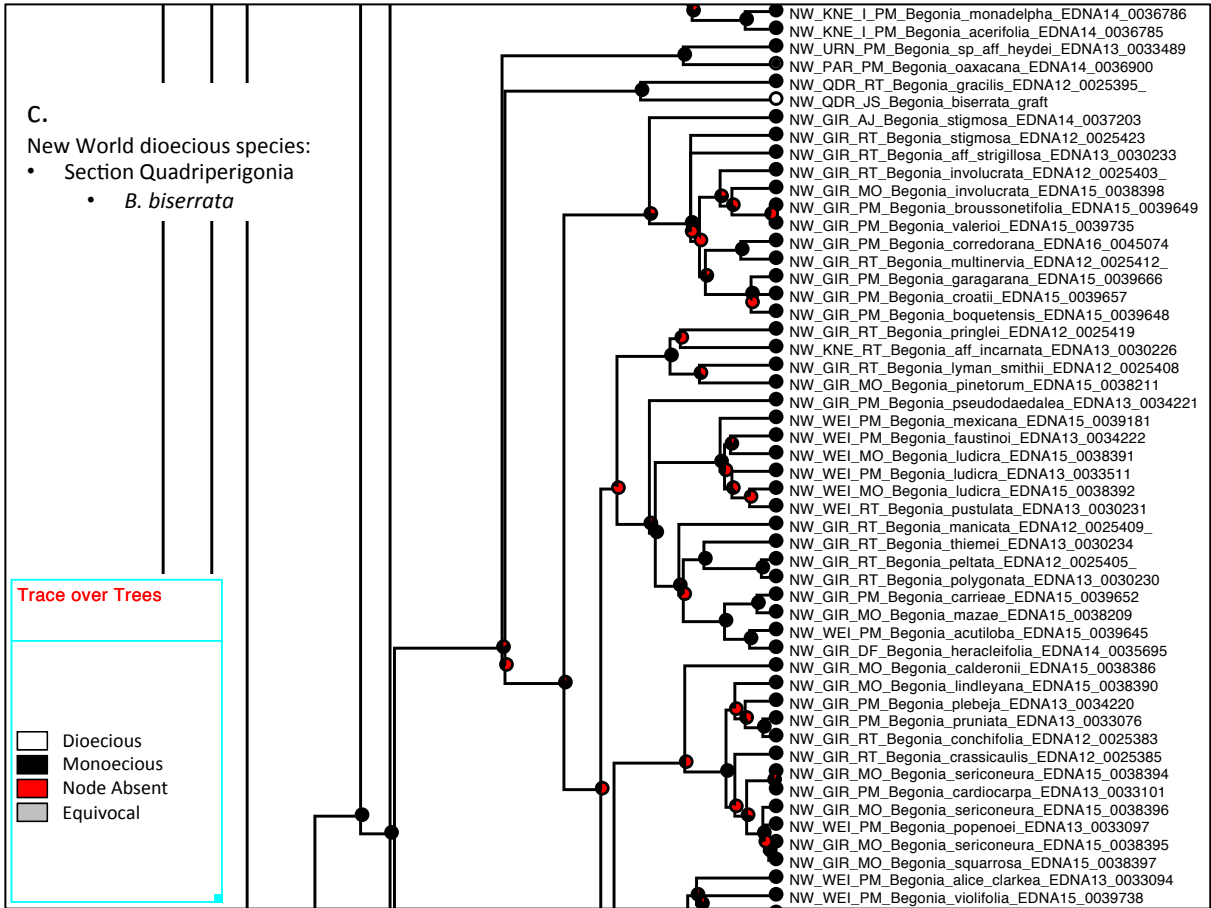 NW_KNE_I_PM_Begonia_monadelpha_EDNA14_0036786
NW_KNE_I_PM_Begonia_acerifolia_EDNA14_0036785
NW_URN_PM_Begonia_sp_aff_heydei_EDNA13_0033489
NW_PAR_PM_Begonia_oaxacana_EDNA14_0036900
NW_QDR_RT_Begonia_gracilis_EDNA12_0025395_
NW_QDR_JS_Begonia_biserrata_graft
NW_GIR_AJ_Begonia_stigmosa_EDNA14_0037203
NW_GIR_RT_Begonia_stigmosa_EDNA12_0025423
NW_GIR_RT_Begonia_aff_strigillosa_EDNA13_0030233
NW_GIR_RT_Begonia_involucrata_EDNA12_0025403_
NW_GIR_MO_Begonia_involucrata_EDNA15_0038398
NW_GIR_PM_Begonia_broussonetifolia_EDNA15_0039649
NW_GIR_PM_Begonia_valerioi_EDNA15_0039735
NW_GIR_PM_Begonia_corredorana_EDNA16_0045074
NW_GIR_RT_Begonia_multinervia_EDNA12_0025412_
NW_GIR_PM_Begonia_garagarana_EDNA15_0039666
NW_GIR_PM_Begonia_croatii_EDNA15_0039657
NW_GIR_PM_Begonia_boquetensis_EDNA15_0039648
NW_GIR_RT_Begonia_pringlei_EDNA12_0025419
NW_KNE_RT_Begonia_aff_incarnata_EDNA13_0030226
NW_GIR_RT_Begonia_lyman_smithii_EDNA12_0025408
NW_GIR_MO_Begonia_pinetorum_EDNA15_0038211
NW_GIR_PM_Begonia_pseudodaedalea_EDNA13_0034221
NW_WEI_PM_Begonia_mexicana_EDNA15_0039181
NW_WEI_PM_Begonia_faustinoi_EDNA13_0034222
NW_WEI_MO_Begonia_ludicra_EDNA15_0038391
NW_WEI_PM_Begonia_ludicra_EDNA13_0033511
NW_WEI_MO_Begonia_ludicra_EDNA15_0038392
NW_WEI_RT_Begonia_pustulata_EDNA13_0030231
NW_GIR_RT_Begonia_manicata_EDNA12_0025409_
NW_GIR_RT_Begonia_thiemei_EDNA13_0030234
NW_GIR_RT_Begonia_peltata_EDNA12_0025405_
NW_GIR_RT_Begonia_polygonata_EDNA13_0030230
NW_GIR_PM_Begonia_carrieae_EDNA15_0039652
NW_GIR_MO_Begonia_mazae_EDNA15_0038209
NW_WEI_PM_Begonia_acutiloba_EDNA15_0039645
NW_GIR_DF_Begonia_heracleifolia_EDNA14_0035695
NW_GIR_MO_Begonia_calderonii_EDNA15_0038386
NW_GIR_MO_Begonia_lindleyana_EDNA15_0038390
NW_GIR_PM_Begonia_plebeja_EDNA13_0034220
NW_GIR_PM_Begonia_pruniata_EDNA13_0033076
NW_GIR_RT_Begonia_conchifolia_EDNA12_0025383
NW_GIR_RT_Begonia_crassicaulis_EDNA12_0025385
NW_GIR_MO_Begonia_sericoneura_EDNA15_0038394
NW_GIR_PM_Begonia_cardiocarpa_EDNA13_0033101
NW_GIR_MO_Begonia_sericoneura_EDNA15_0038396
NW_WEI_PM_Begonia_popenoei_EDNA13_0033097
NW_GIR_MO_Begonia_sericoneura_EDNA15_0038395
NW_GIR_MO_Begonia_squarrosa_EDNA15_0038397
NW_WEI_PM_Begonia_alice_clarkea_EDNA13_0033094
NW_WEI_PM_Begonia_violifolia_EDNA15_0039738
c.
New World dioecious species:
• Section Quadriperigonia
• B. biserrata
Trace over Trees
Dioecious
Monoecious
Node Absent
Equivocal